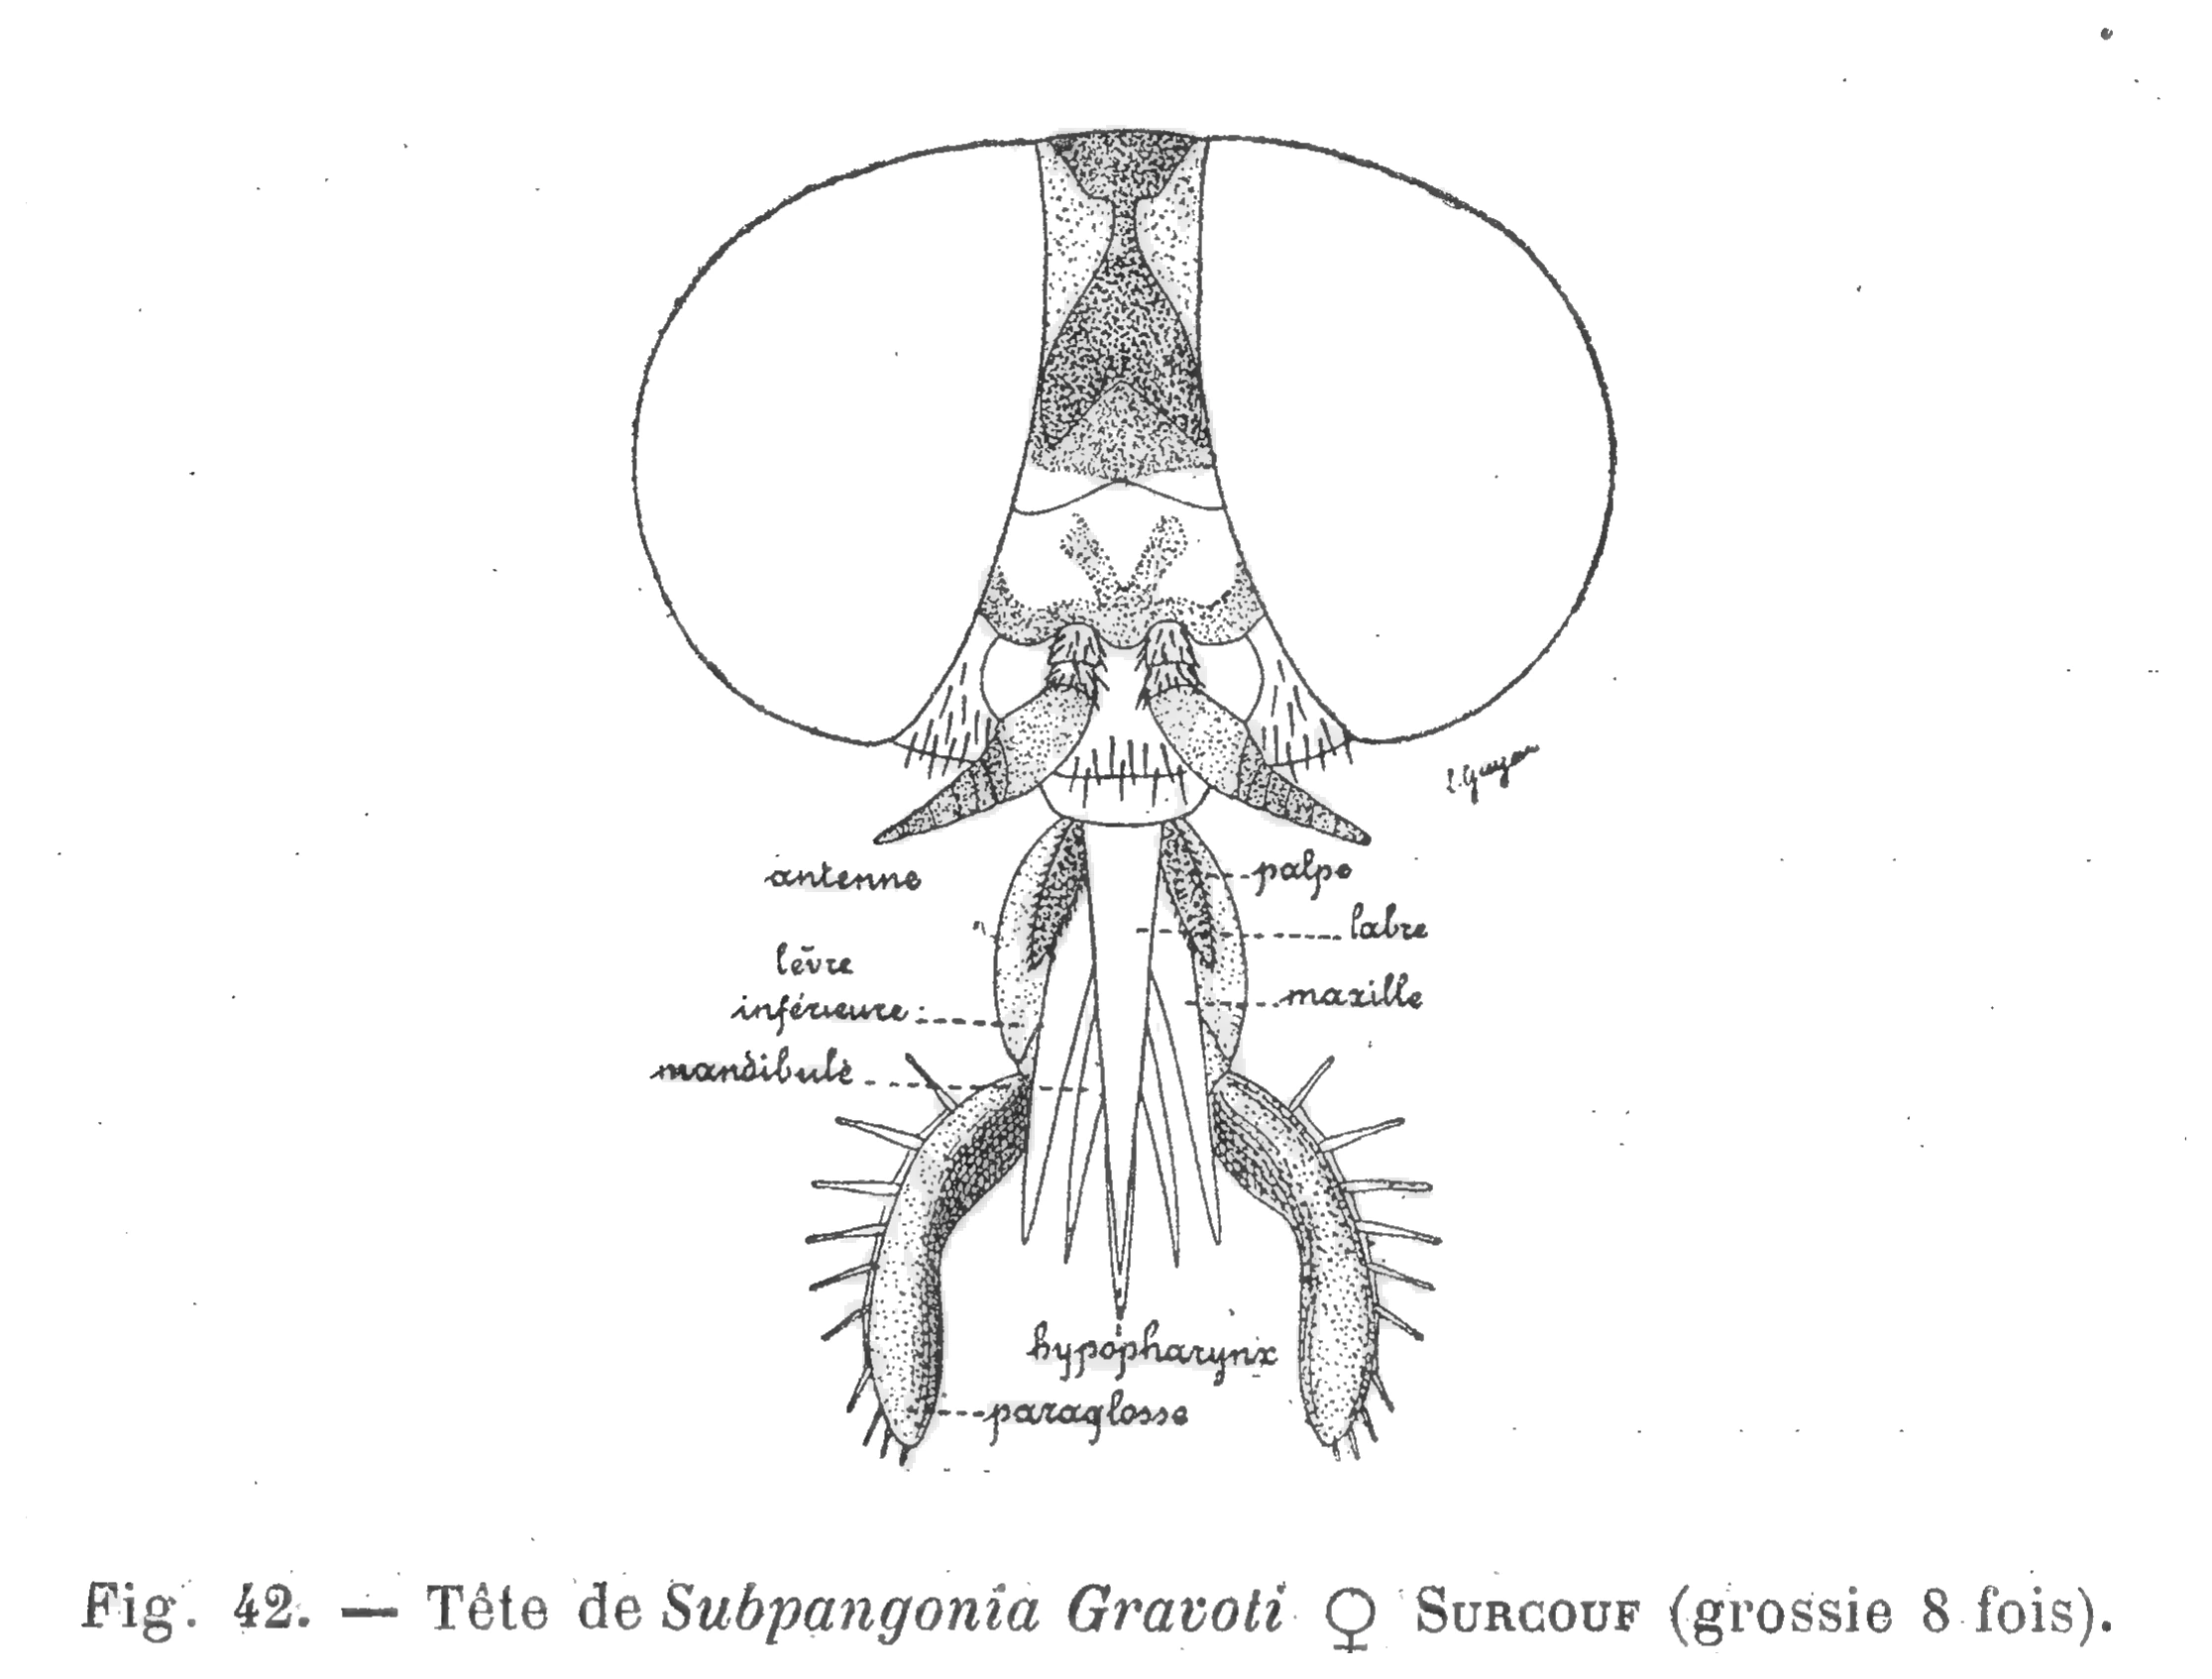 antenne
palpe
labre
lèvre
inférieure
maxille
mandibule
hypopharynx
paraglosse
Fig. 42. — Tête de Subpangonia Gravoti ♀ SURCOUF (grossie 8 fois).